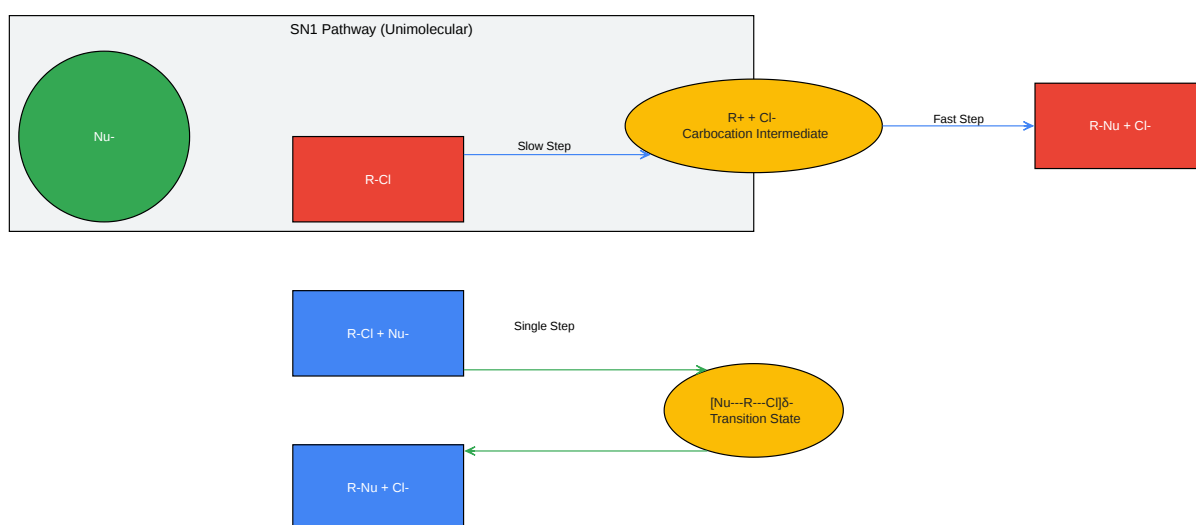 SN1 Pathway (Unimolecular)
Nu-
R-Cl
Slow Step
R+ + Cl-
Carbocation Intermediate
Fast Step
R-Nu + Cl-
R-Cl + Nu-
Single Step
[Nu---R---Cl]δ-
Transition State
R-Nu + Cl-